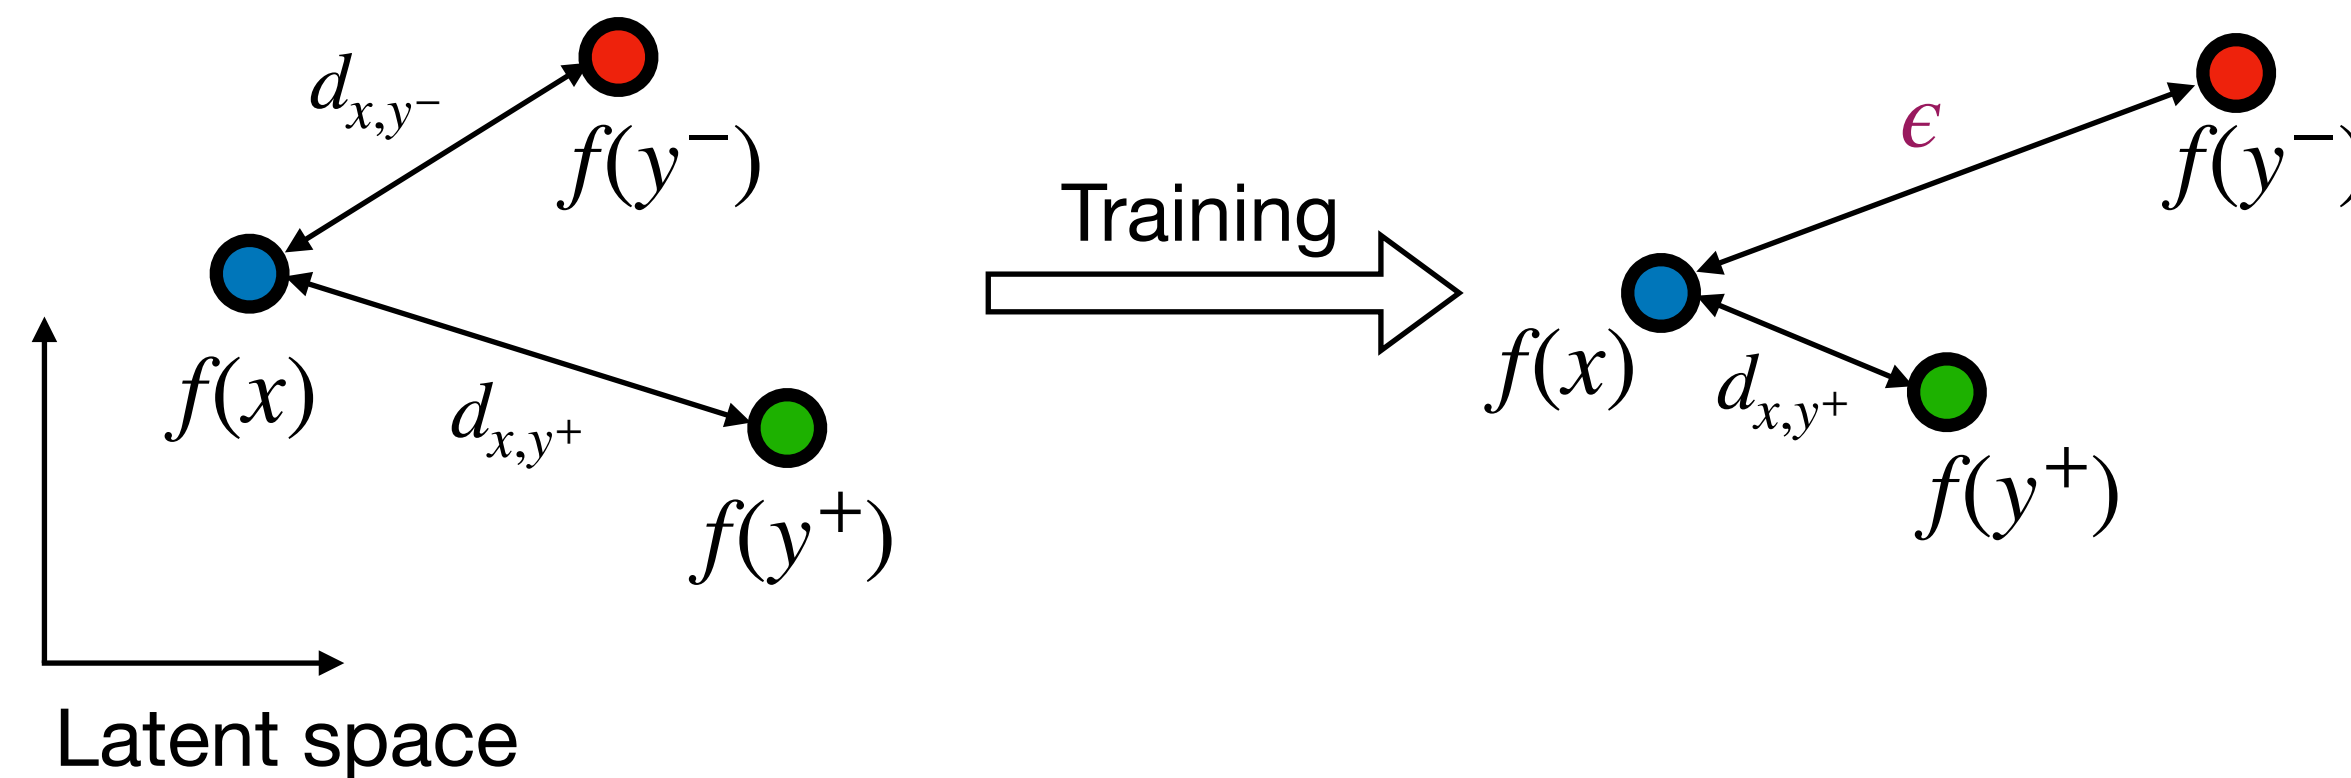 d_{x,y^-}
f(y^-)
f(x)
d_{x,y^+}
f(y^+)
Latent space
Training
ϵ
f(y^-)
f(x)
d_{x,y^+}
f(y^+)